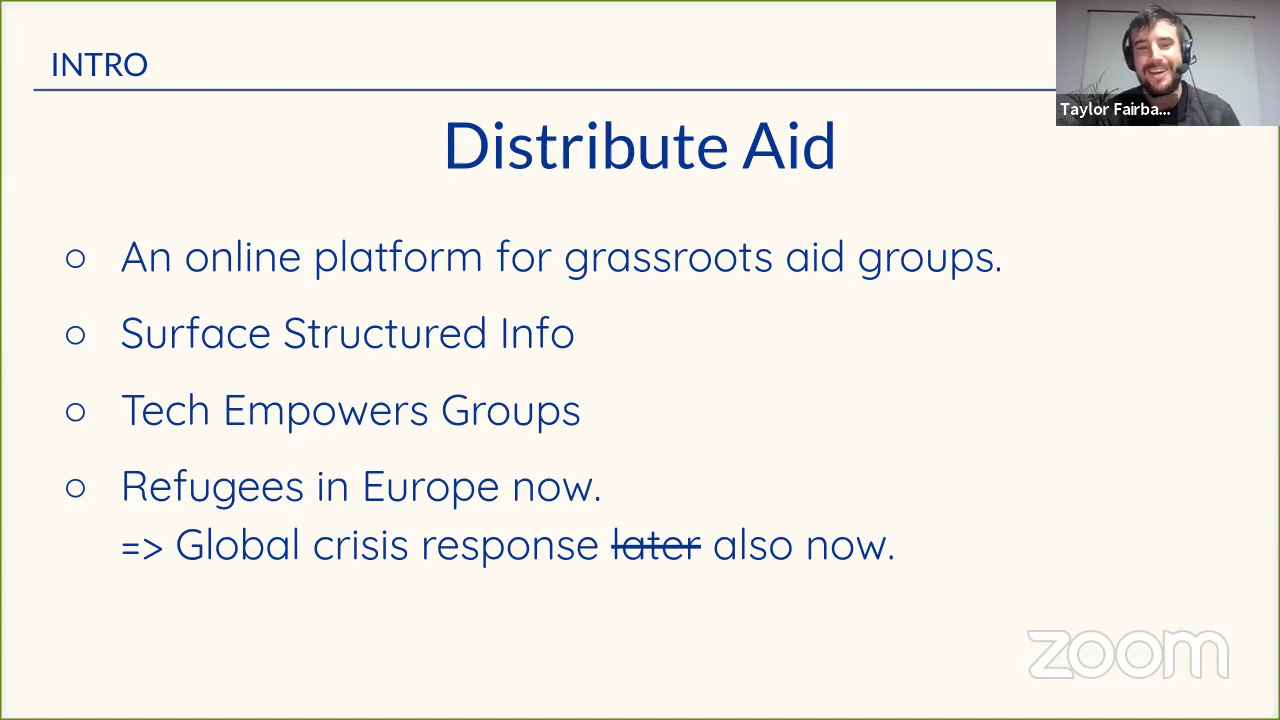 INTRO
Taylor Fairba...
Distribute Aid
An online platform for grassroots aid groups.
Surface Structured Info
Tech Empowers Groups
Refugees in Europe now.
=> Global crisis response later also now.
zoom